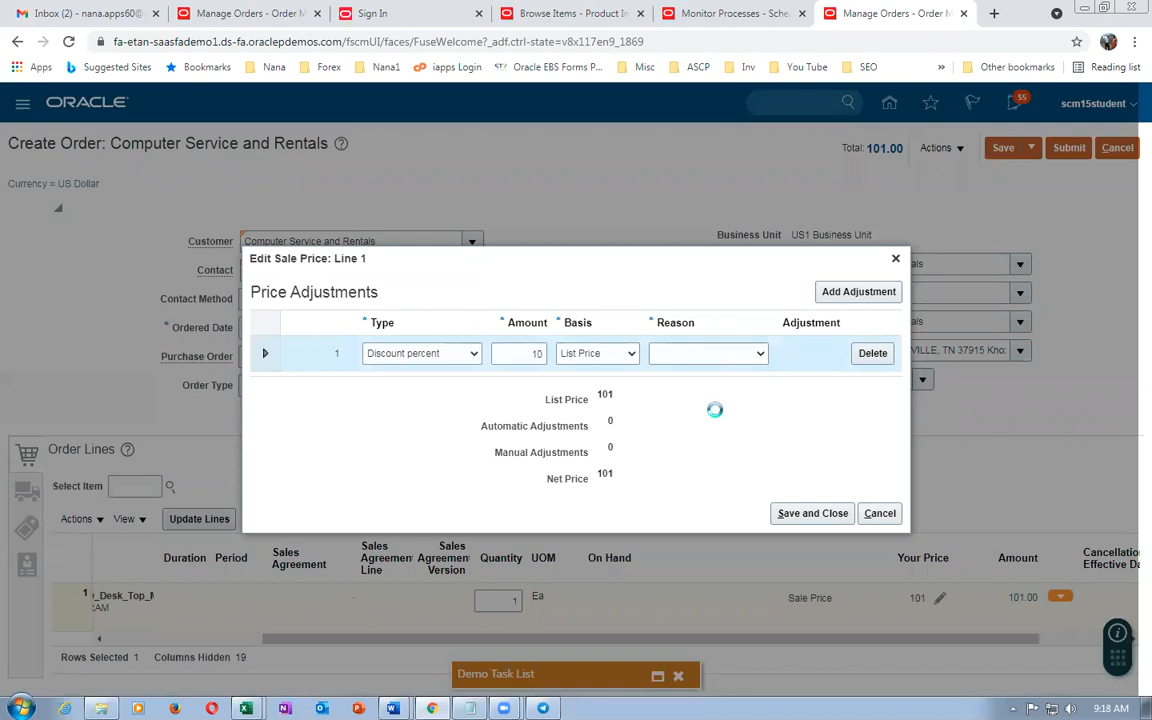 Inbox (2) - nana.apps60@
Manage Orders - Order M
Sign In
Browse Items - Product In
Monitor Processes - Sche
Manage Orders - Order M
fa-etan-saasfademo1.ds-fa.oraclepdemos.com/fscmUI/faces/FuseWelcome?_adf.ctrl-state=v8x117en9_1869
Apps
Suggested Sites
Bookmarks
Nana
Forex
Nana1
iapps Login
Oracle EBS Forms P...
Misc
ASCP
Inv
You Tube
SEO
»
Other bookmarks
Reading list
ORACLE
55
scm15student
Create Order: Computer Service and Rentals
Total: 101.00
Actions
Save
Submit
Cancel
Currency = US Dollar
Customer
Computer Service and Rentals
Business Unit
US1 Business Unit
Contact
als
Contact Method
* Ordered Date
als
Purchase Order
VILLE, TN 37915 Kno
Order Type
Edit Sale Price: Line 1
Price Adjustments
Add Adjustment
* Type
* Amount
* Basis
* Reason
Adjustment
1
Discount percent
10
List Price
Delete
List Price 101
Automatic Adjustments 0
Manual Adjustments 0
Net Price 101
Save and Close
Cancel
Order Lines
Select Item
Actions
View
Update Lines
Duration
Period
Sales Agreement
Sales Agreement Line
Sales Agreement Version
Quantity
UOM
On Hand
Your Price
Amount
Cancellation Effective Da
1
_Desk_Top_M
RAM
1
Ea
Sale Price
101
101.00
Rows Selected 1
Columns Hidden 19
Demo Task List
9:18 AM